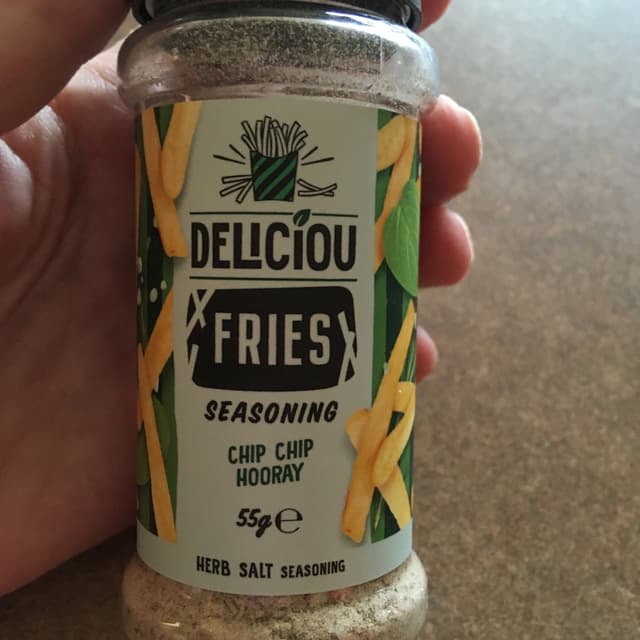 DELICIOU
FRIES
SEASONING
CHIP CHIP
HOORAY
55g℮
HERB SALT SEASONING